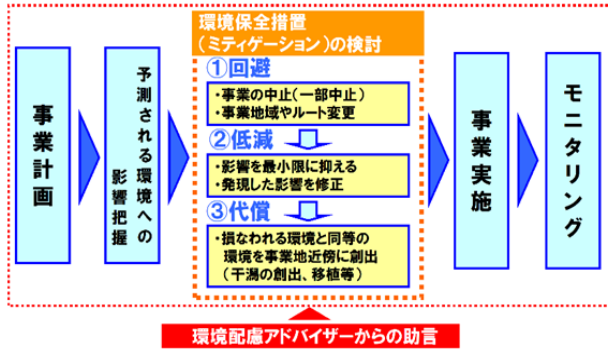 事業計画
予測される環境への
影響把握
環境保全措置
(ミティゲーション)の検討
①回避
・事業の中止(一部中止)
・事業地域やルート変更
②低減
・影響を最小限に抑える
・発現した影響を修正
③代償
・損なわれる環境と同等の
環境を事業地近傍に創出
(干潟の創出、移植等)
事業実施
モニタリング
環境配慮アドバイザーからの助言